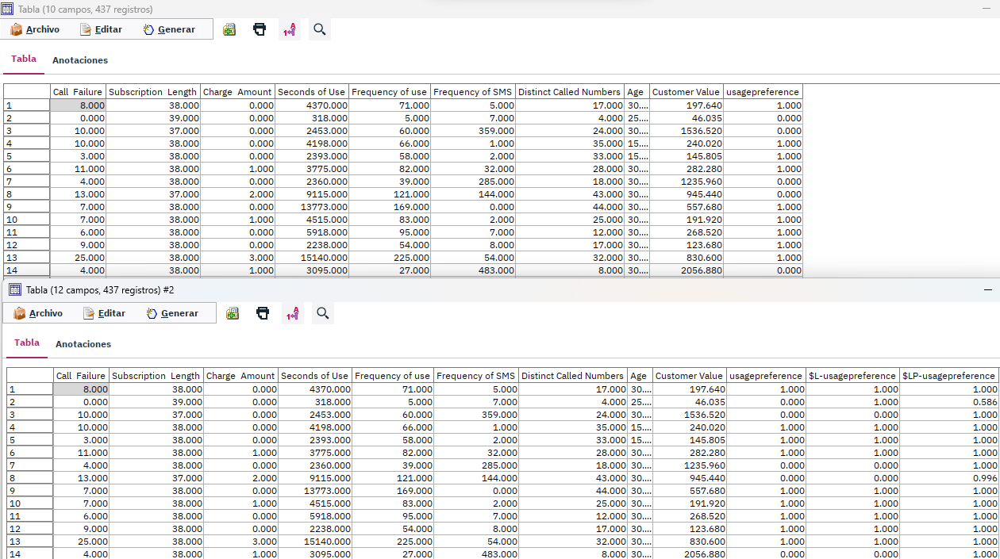 Tabla (10 campos, 437 registros)
Archivo Editar Generar
Tabla Anotaciones
Call Failure Subscription Length Charge Amount Seconds of Use Frequency of use Frequency of SMS Distinct Called Numbers Age Customer Value usagepreference
1 8.000 38.000 0.000 4370.000 71.000 5.000 17.000 30.... 197.640 1.000
2 0.000 39.000 0.000 318.000 5.000 7.000 4.000 25.... 46.035 0.000
3 10.000 37.000 0.000 2453.000 60.000 359.000 24.000 30.... 1536.520 0.000
4 10.000 38.000 0.000 4198.000 66.000 1.000 35.000 15.... 240.020 1.000
5 3.000 38.000 0.000 2393.000 58.000 2.000 33.000 15.... 145.805 1.000
6 11.000 38.000 1.000 3775.000 82.000 32.000 28.000 30.... 282.280 1.000
7 4.000 38.000 0.000 2360.000 39.000 285.000 18.000 30.... 1235.960 0.000
8 13.000 37.000 2.000 9115.000 121.000 144.000 43.000 30.... 945.440 0.000
9 7.000 38.000 0.000 13773.000 169.000 0.000 44.000 30.... 557.680 1.000
10 7.000 38.000 1.000 4515.000 83.000 2.000 25.000 30.... 191.920 1.000
11 6.000 38.000 0.000 5918.000 95.000 7.000 12.000 30.... 268.520 1.000
12 9.000 38.000 0.000 2238.000 54.000 8.000 17.000 30.... 123.680 1.000
13 25.000 38.000 3.000 15140.000 225.000 54.000 32.000 30.... 830.600 1.000
14 4.000 38.000 1.000 3095.000 27.000 483.000 8.000 30.... 2056.880 0.000
Tabla (12 campos, 437 registros) #2
Archivo Editar Generar
Tabla Anotaciones
Call Failure Subscription Length Charge Amount Seconds of Use Frequency of use Frequency of SMS Distinct Called Numbers Age Customer Value usagepreference $L-usagepreference $LP-usagepreference
1 8.000 38.000 0.000 4370.000 71.000 5.000 17.000 30.... 197.640 1.000 1.000 1.000
2 0.000 39.000 0.000 318.000 5.000 7.000 4.000 25.... 46.035 0.000 1.000 0.586
3 10.000 37.000 0.000 2453.000 60.000 359.000 24.000 30.... 1536.520 0.000 0.000 1.000
4 10.000 38.000 0.000 4198.000 66.000 1.000 35.000 15.... 240.020 1.000 1.000 1.000
5 3.000 38.000 0.000 2393.000 58.000 2.000 33.000 15.... 145.805 1.000 1.000 1.000
6 11.000 38.000 1.000 3775.000 82.000 32.000 28.000 30.... 282.280 1.000 1.000 1.000
7 4.000 38.000 0.000 2360.000 39.000 285.000 18.000 30.... 1235.960 0.000 0.000 1.000
8 13.000 37.000 2.000 9115.000 121.000 144.000 43.000 30.... 945.440 0.000 0.000 0.996
9 7.000 38.000 0.000 13773.000 169.000 0.000 44.000 30.... 557.680 1.000 1.000 1.000
10 7.000 38.000 1.000 4515.000 83.000 2.000 25.000 30.... 191.920 1.000 1.000 1.000
11 6.000 38.000 0.000 5918.000 95.000 7.000 12.000 30.... 268.520 1.000 1.000 1.000
12 9.000 38.000 0.000 2238.000 54.000 8.000 17.000 30.... 123.680 1.000 1.000 1.000
13 25.000 38.000 3.000 15140.000 225.000 54.000 32.000 30.... 830.600 1.000 1.000 1.000
14 4.000 38.000 1.000 3095.000 27.000 483.000 8.000 30.... 2056.880 0.000 0.000 1.000